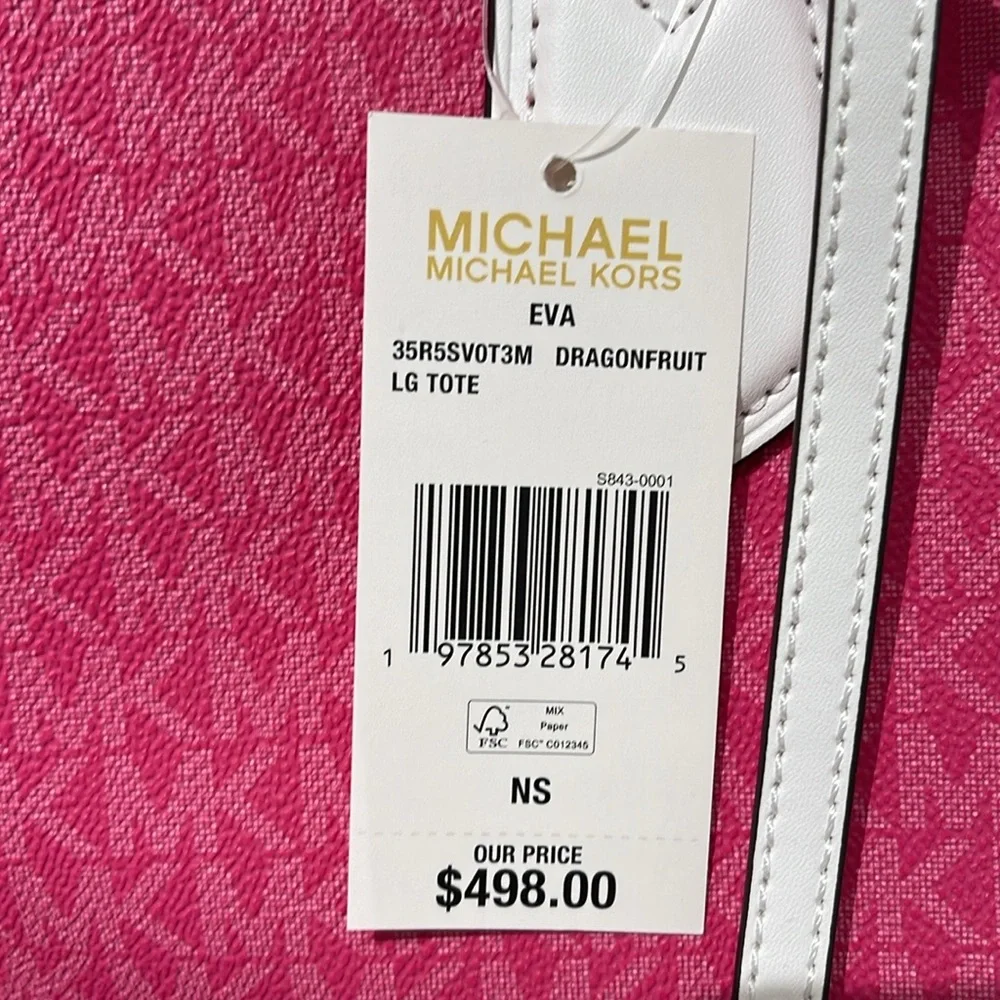 MICHAEL
MICHAEL KORS
EVA
35R5SV0T3M DRAGONFRUIT
LG TOTE
S843-0001
1 97853 28174 5
FSC
MIX
Paper
FSC™ C012345
NS
OUR PRICE
$498.00